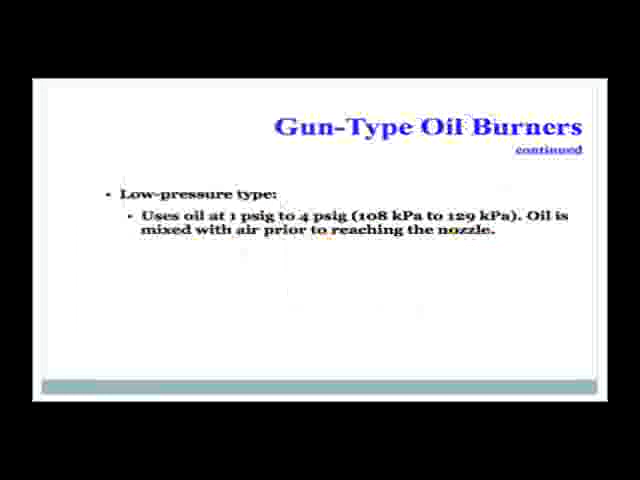 Gun-Type Oil Burners
continued
• Low-pressure type:
• Uses oil at 1 psig to 4 psig (108 kPa to 129 kPa). Oil is
mixed with air prior to reaching the nozzle.